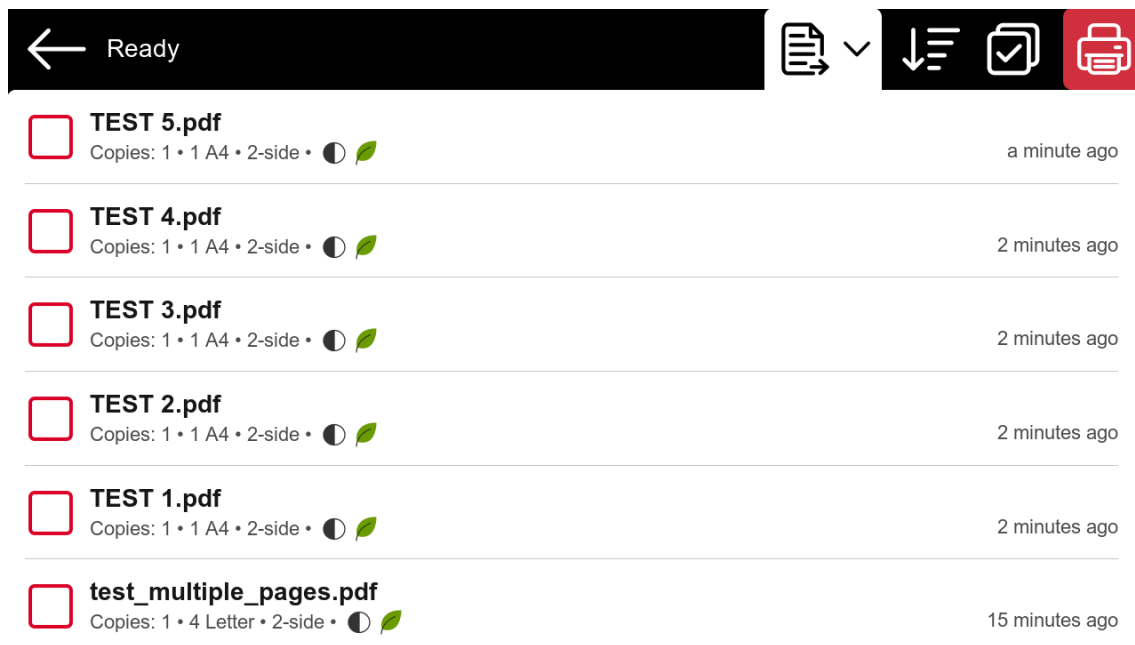 Ready
TEST 5.pdf
Copies: 1 • 1 A4 • 2-side •
a minute ago
TEST 4.pdf
Copies: 1 • 1 A4 • 2-side •
2 minutes ago
TEST 3.pdf
Copies: 1 • 1 A4 • 2-side •
2 minutes ago
TEST 2.pdf
Copies: 1 • 1 A4 • 2-side •
2 minutes ago
TEST 1.pdf
Copies: 1 • 1 A4 • 2-side •
2 minutes ago
test_multiple_pages.pdf
Copies: 1 • 4 Letter • 2-side •
15 minutes ago